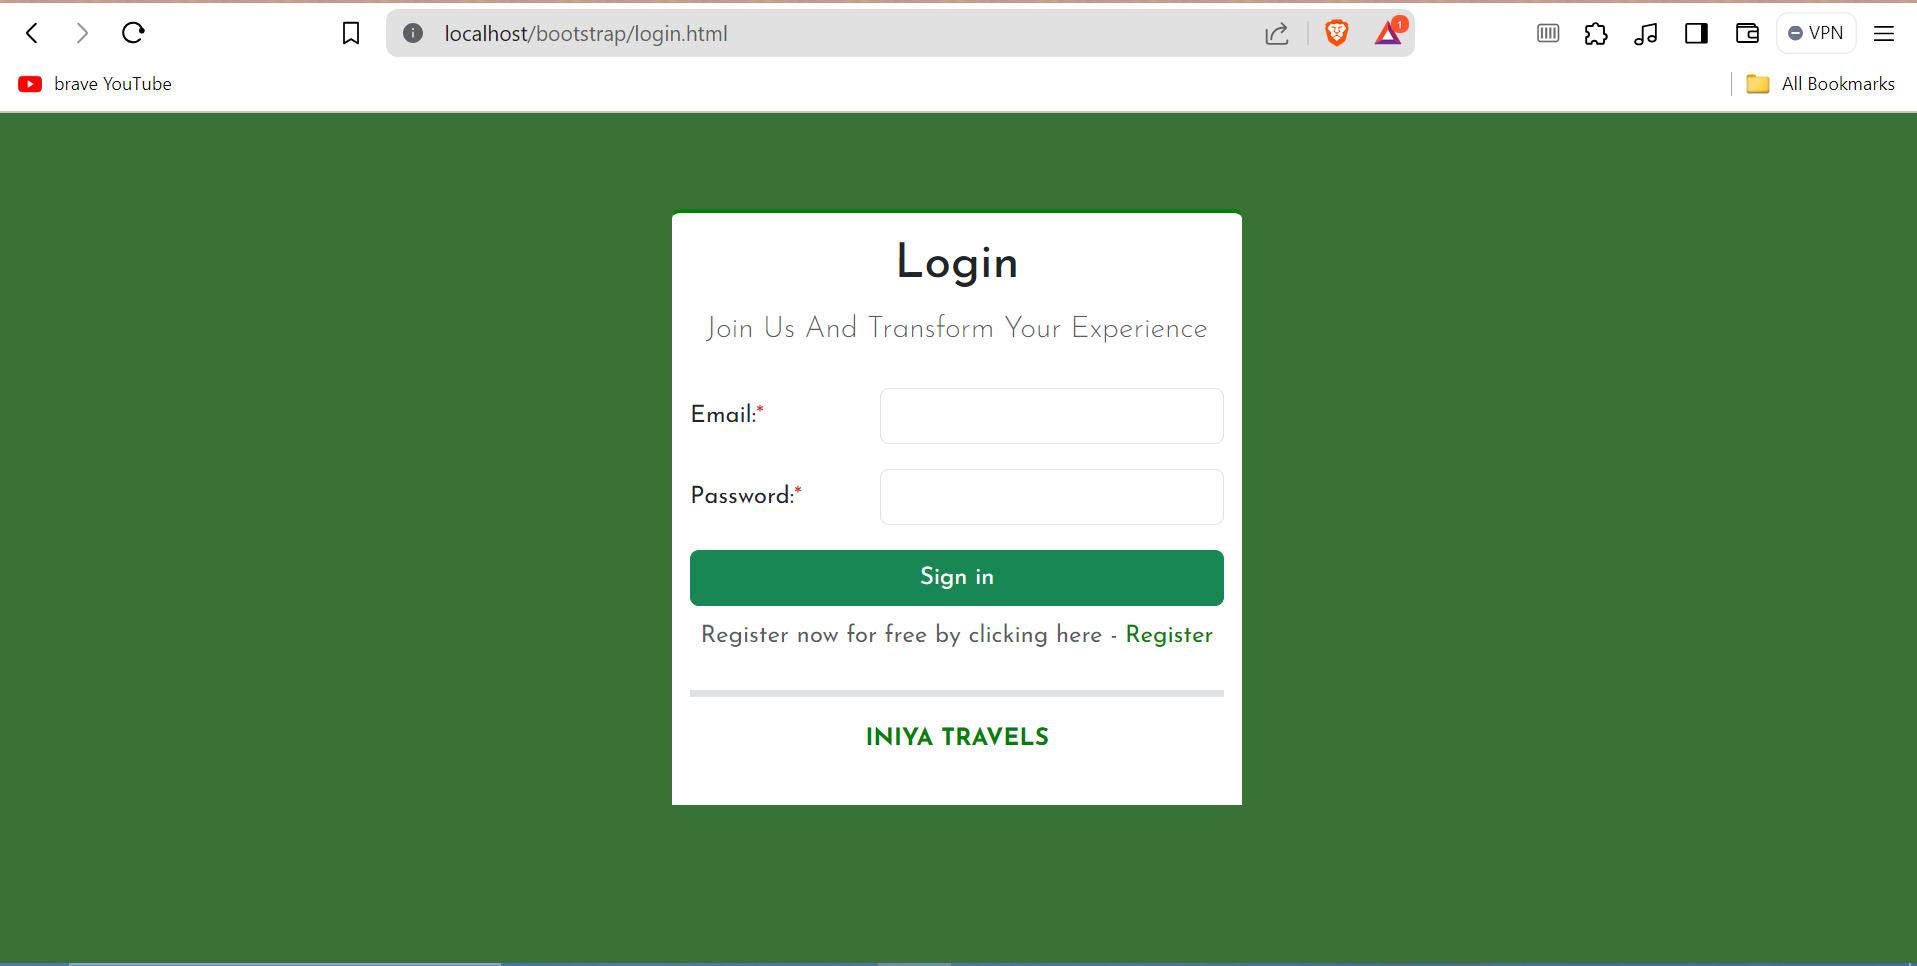 localhost/bootstrap/login.html
1
VPN
brave YouTube
All Bookmarks
Login
Join Us And Transform Your Experience
Email:*
Password:*
Sign in
Register now for free by clicking here - Register
INIYA TRAVELS